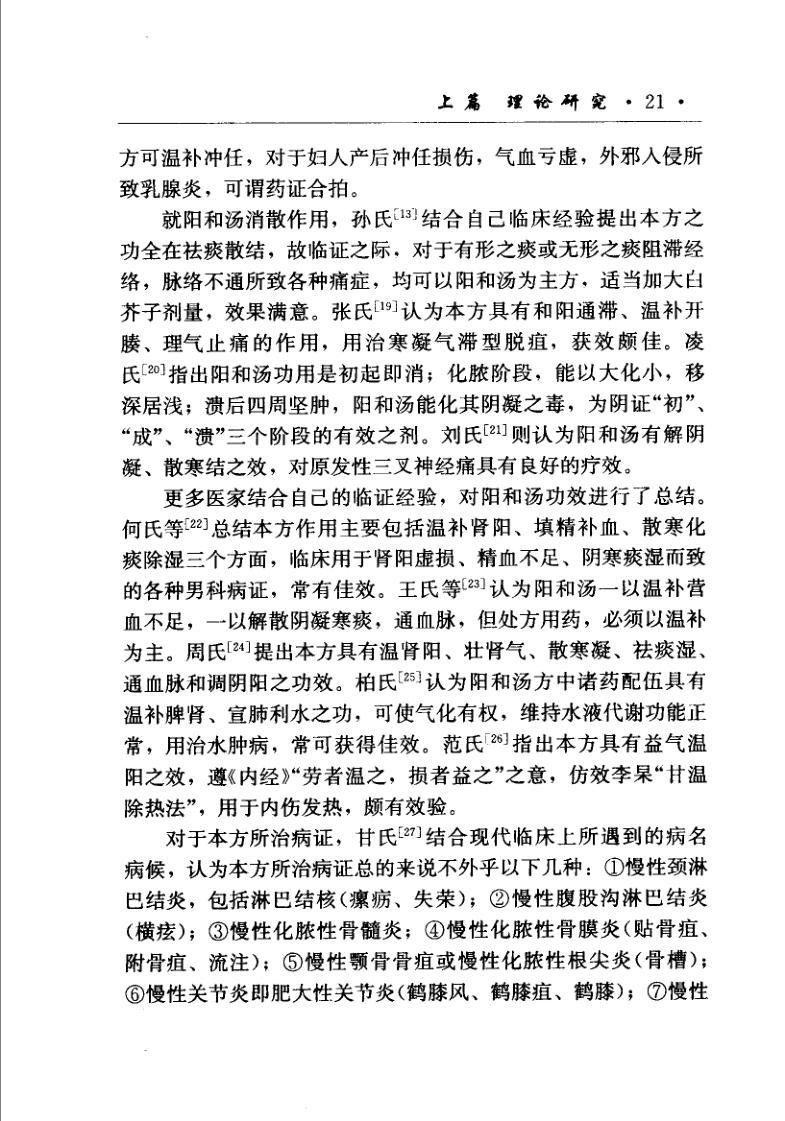 上篇 理论研究 · 21 ·
方可温补冲任，对于妇人产后冲任损伤，气血亏虚，外邪入侵所
致乳腺炎，可谓药证合拍。
就阳和汤消散作用，孙氏[13]结合自己临床经验提出本方之
功全在祛痰散结，故临证之际，对于有形之痰或无形之痰阻滞经
络，脉络不通所致各种痛症，均可以阳和汤为主方，适当加大白
芥子剂量，效果满意。张氏[19]认为本方具有和阳通滞、温补开
腠、理气止痛的作用，用治寒凝气滞型脱疽，获效颇佳。凌
氏[20]指出阳和汤功用是初起即消；化脓阶段，能以大化小，移
深居浅；溃后四周坚肿，阳和汤能化其阴凝之毒，为阴证“初”、
“成”、“溃”三个阶段的有效之剂。刘氏[21]则认为阳和汤有解阴
凝、散寒结之效，对原发性三叉神经痛具有良好的疗效。
更多医家结合自己的临证经验，对阳和汤功效进行了总结。
何氏等[22]总结本方作用主要包括温补肾阳、填精补血、散寒化
痰除湿三个方面，临床用于肾阳虚损、精血不足、阴寒痰湿而致
的各种男科病证，常有佳效。王氏等[23]认为阳和汤一以温补营
血不足，一以解散阴凝寒痰，通血脉，但处方用药，必须以温补
为主。周氏[24]提出本方具有温肾阳、壮肾气、散寒凝、祛痰湿、
通血脉和调阴阳之功效。柏氏[25]认为阳和汤方中诸药配伍具有
温补脾肾、宣肺利水之功，可使气化有权，维持水液代谢功能正
常，用治水肿病，常可获得佳效。范氏[26]指出本方具有益气温
阳之效，遵《内经》“劳者温之，损者益之”之意，仿效李杲“甘温
除热法”，用于内伤发热，颇有效验。
对于本方所治病证，甘氏[27]结合现代临床上所遇到的病名
病候，认为本方所治病证总的来说不外乎以下几种：①慢性颈淋
巴结炎，包括淋巴结核（瘰疬、失荣）；②慢性腹股沟淋巴结炎
（横痃）；③慢性化脓性骨髓炎；④慢性化脓性骨膜炎（贴骨疽、
附骨疽、流注）；⑤慢性颚骨骨疽或慢性化脓性根尖炎（骨槽）；
⑥慢性关节炎即肥大性关节炎（鹤膝风、鹤膝疽、鹤膝）；⑦慢性